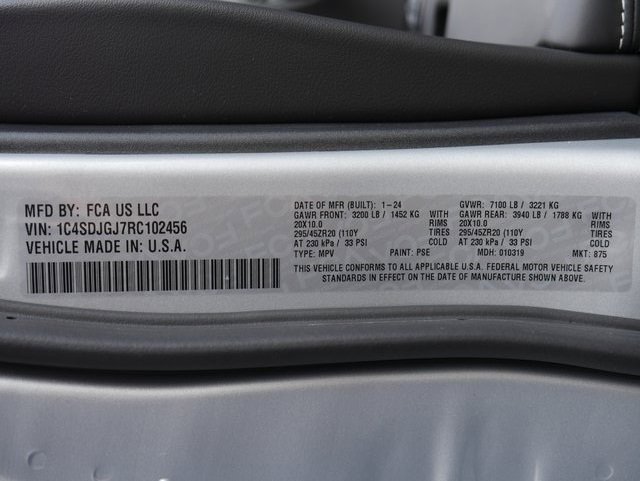 MFD BY: FCA US LLC
VIN: 1C4SDJGJ7RC102456
VEHICLE MADE IN U.S.A.
DATE OF MFR (BUILT): 1-24 GVWR: 7100 LB / 3221 KG
GAWR FRONT: 3200 LB / 1452 KG WITH GAWR REAR: 3940 LB / 1788 KG WITH
20X10.0 RIMS 20X10.0 RIMS
295/45ZR20 (110Y TIRES 295/45ZR20 (110Y TIRES
AT 230 kPa / 33 PSI COLD AT 230 kPa / 33 PSI COLD
TYPE: MPV PAINT: PSE MDH: 010319 MKT: 875
THIS VEHICLE CONFORMS TO ALL APPLICABLE U.S.A. FEDERAL MOTOR VEHICLE SAFETY
STANDARDS IN EFFECT ON THE DATE OF MANUFACTURE SHOWN ABOVE.